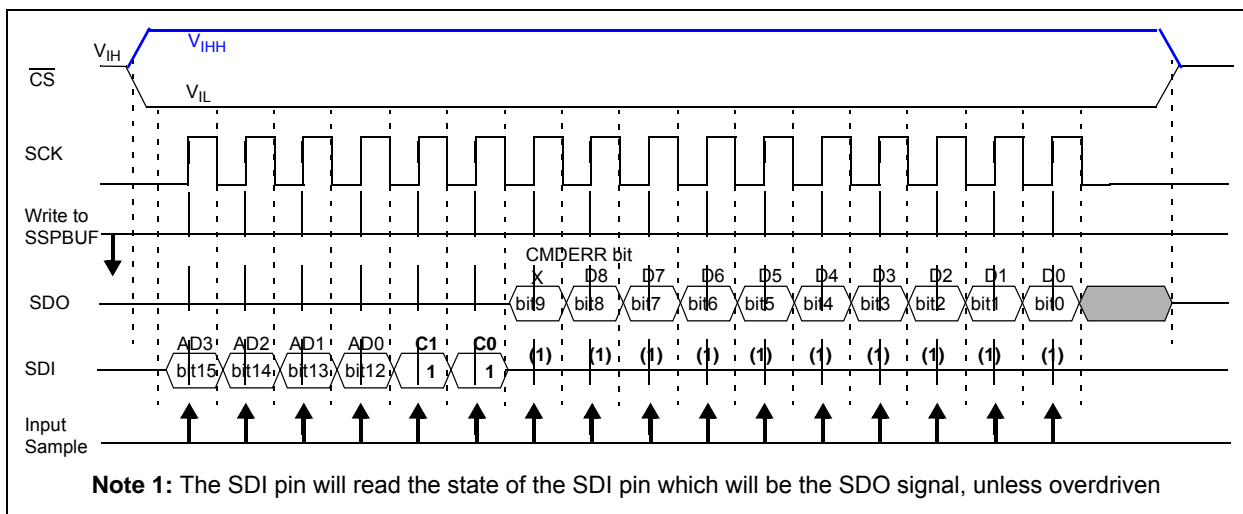 VIHH
VIH
CS
VIL
SCK
Write to
SSPBUF
CMDERR bit
X D8 D7 D6 D5 D4 D3 D2 D1 D0
SDO
bit9 bit8 bit7 bit6 bit5 bit4 bit3 bit2 bit1 bit0
AD3 AD2 AD1 AD0 C1 C0
(1) (1) (1) (1) (1) (1) (1) (1) (1) (1)
SDI
bit15 bit14 bit13 bit12 1 1
Input
Sample
Note 1: The SDI pin will read the state of the SDI pin which will be the SDO signal, unless overdriven